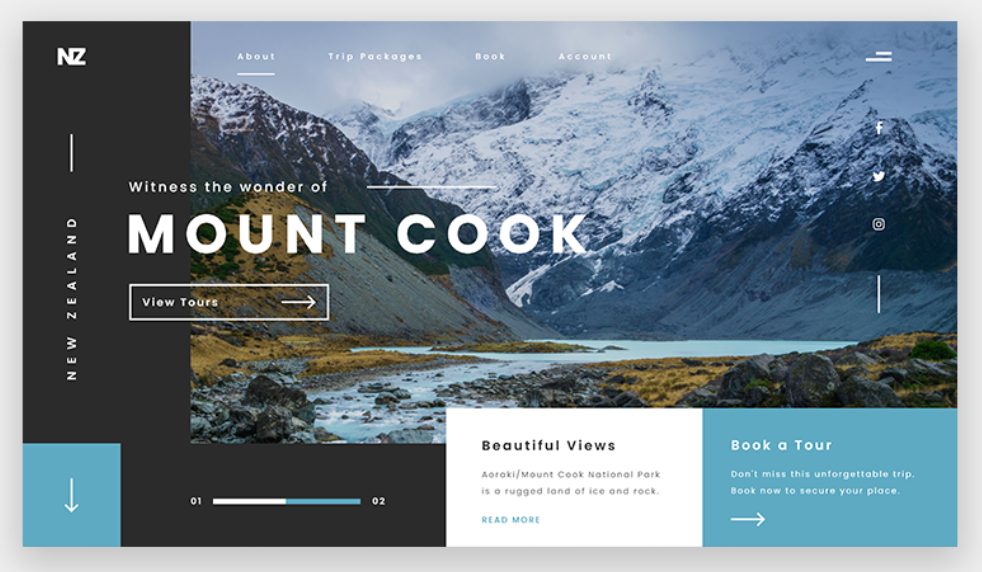 NZ
About
Trip Packages
Book
Account
NEW ZEALAND
Witness the wonder of
MOUNT COOK
View Tours
01
02
Beautiful Views
Aoraki/Mount Cook National Park
is a rugged land of ice and rock.
READ MORE
Book a Tour
Don't miss this unforgettable trip.
Book now to secure your place.